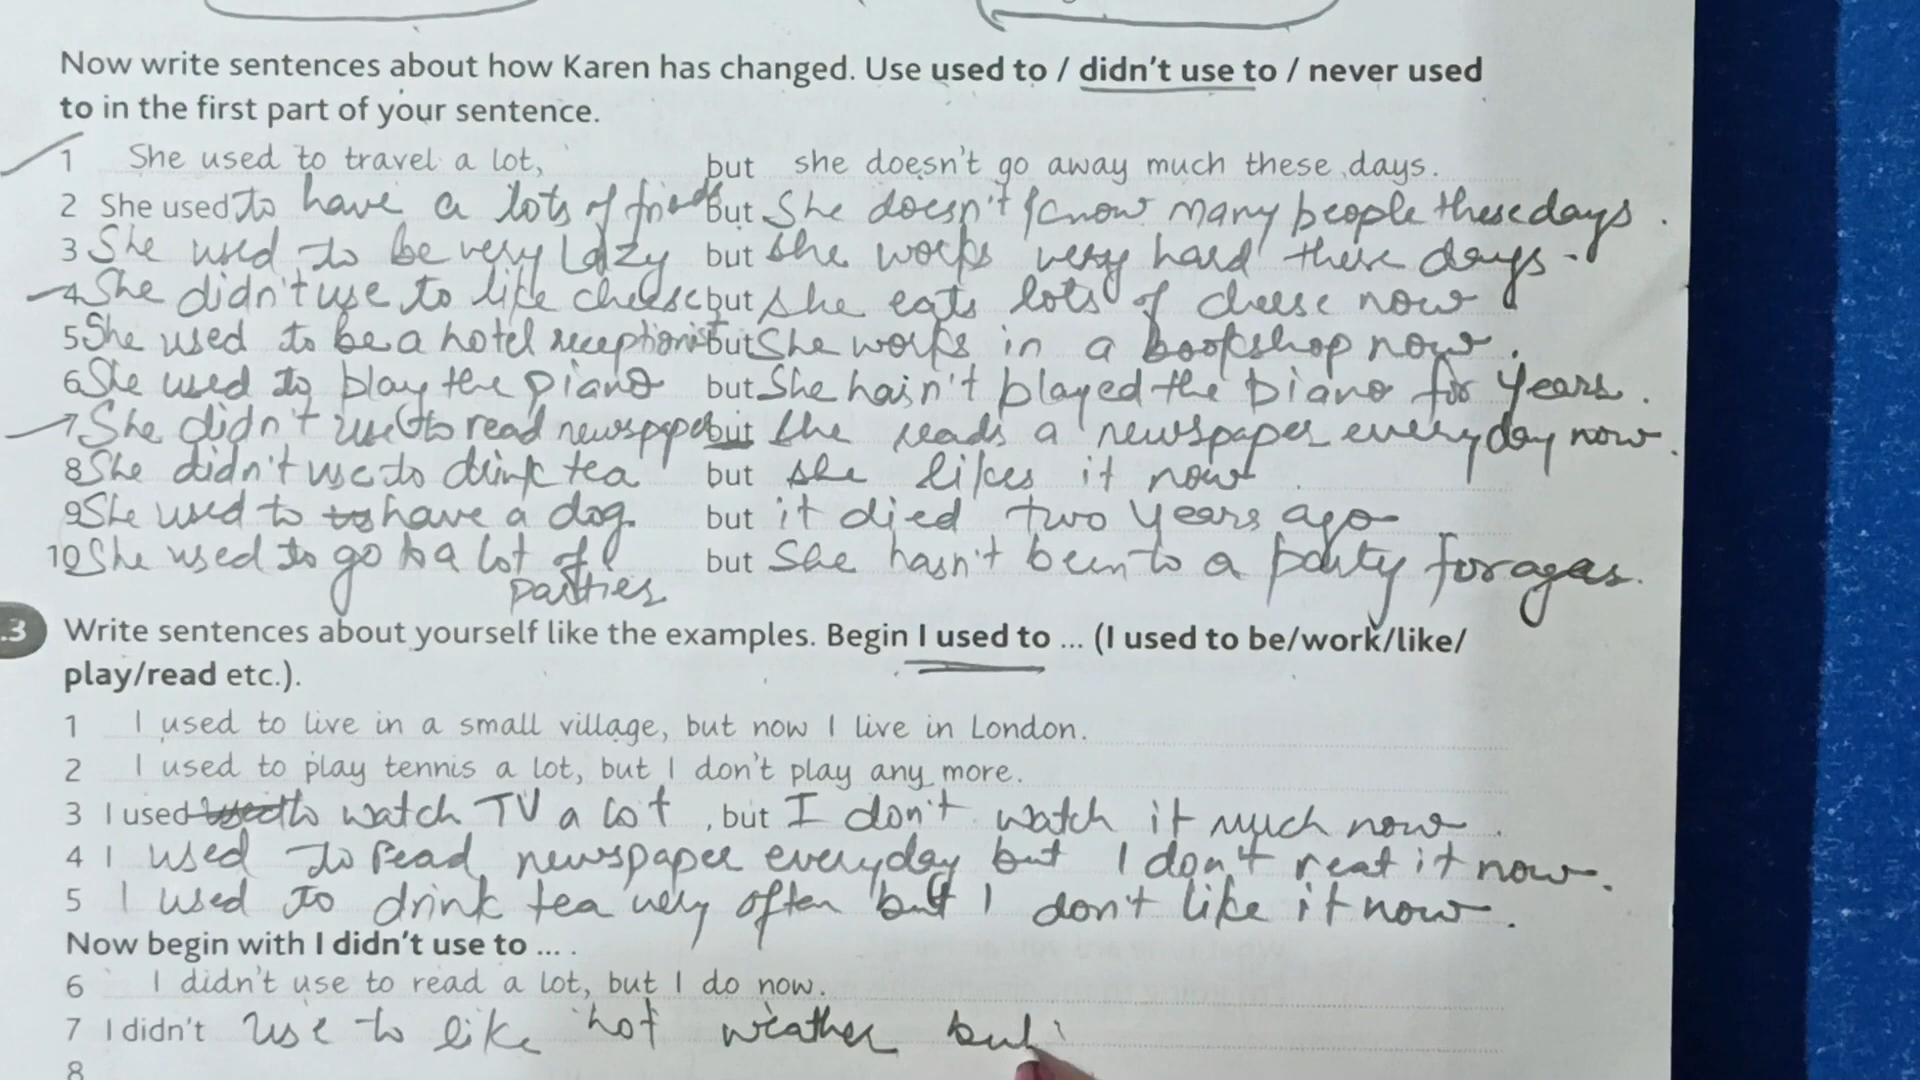 Now write sentences about how Karen has changed. Use used to / didn't use to / never used
to in the first part of your sentence.
1 She used to travel a lot, but she doesn't go away much these days.
2 She used to have a lots of friends but She doesn't know many people these days.
3 She used to be very Lazy but She works very hard these days.
4 She didn't use to like cheese but She eats lots of cheese now
5 She used to be a hotel receptionist but She works in a bookshop now.
6 She used to play the piano but She hasn't played the piano for years.
7 She didn't use to read newspaper but She reads a newspaper everyday now.
8 She didn't use to drink tea but she likes it now
9 She used to have a dog. but it died two years ago
10 She used to go to a lot of parties but She hasn't been to a party for ages.
.3 Write sentences about yourself like the examples. Begin I used to ... (I used to be/work/like/
play/read etc.).
1 I used to live in a small village, but now I live in London.
2 I used to play tennis a lot, but I don't play any more.
3 I used to watch TV a lot , but I don't watch it much now.
4 I used to read newspaper everyday but I don't reat it now.
5 I used to drink tea very often but I don't like it now.
Now begin with I didn't use to ... .
6 I didn't use to read a lot, but I do now.
7 I didn't use to like hot weather but
8